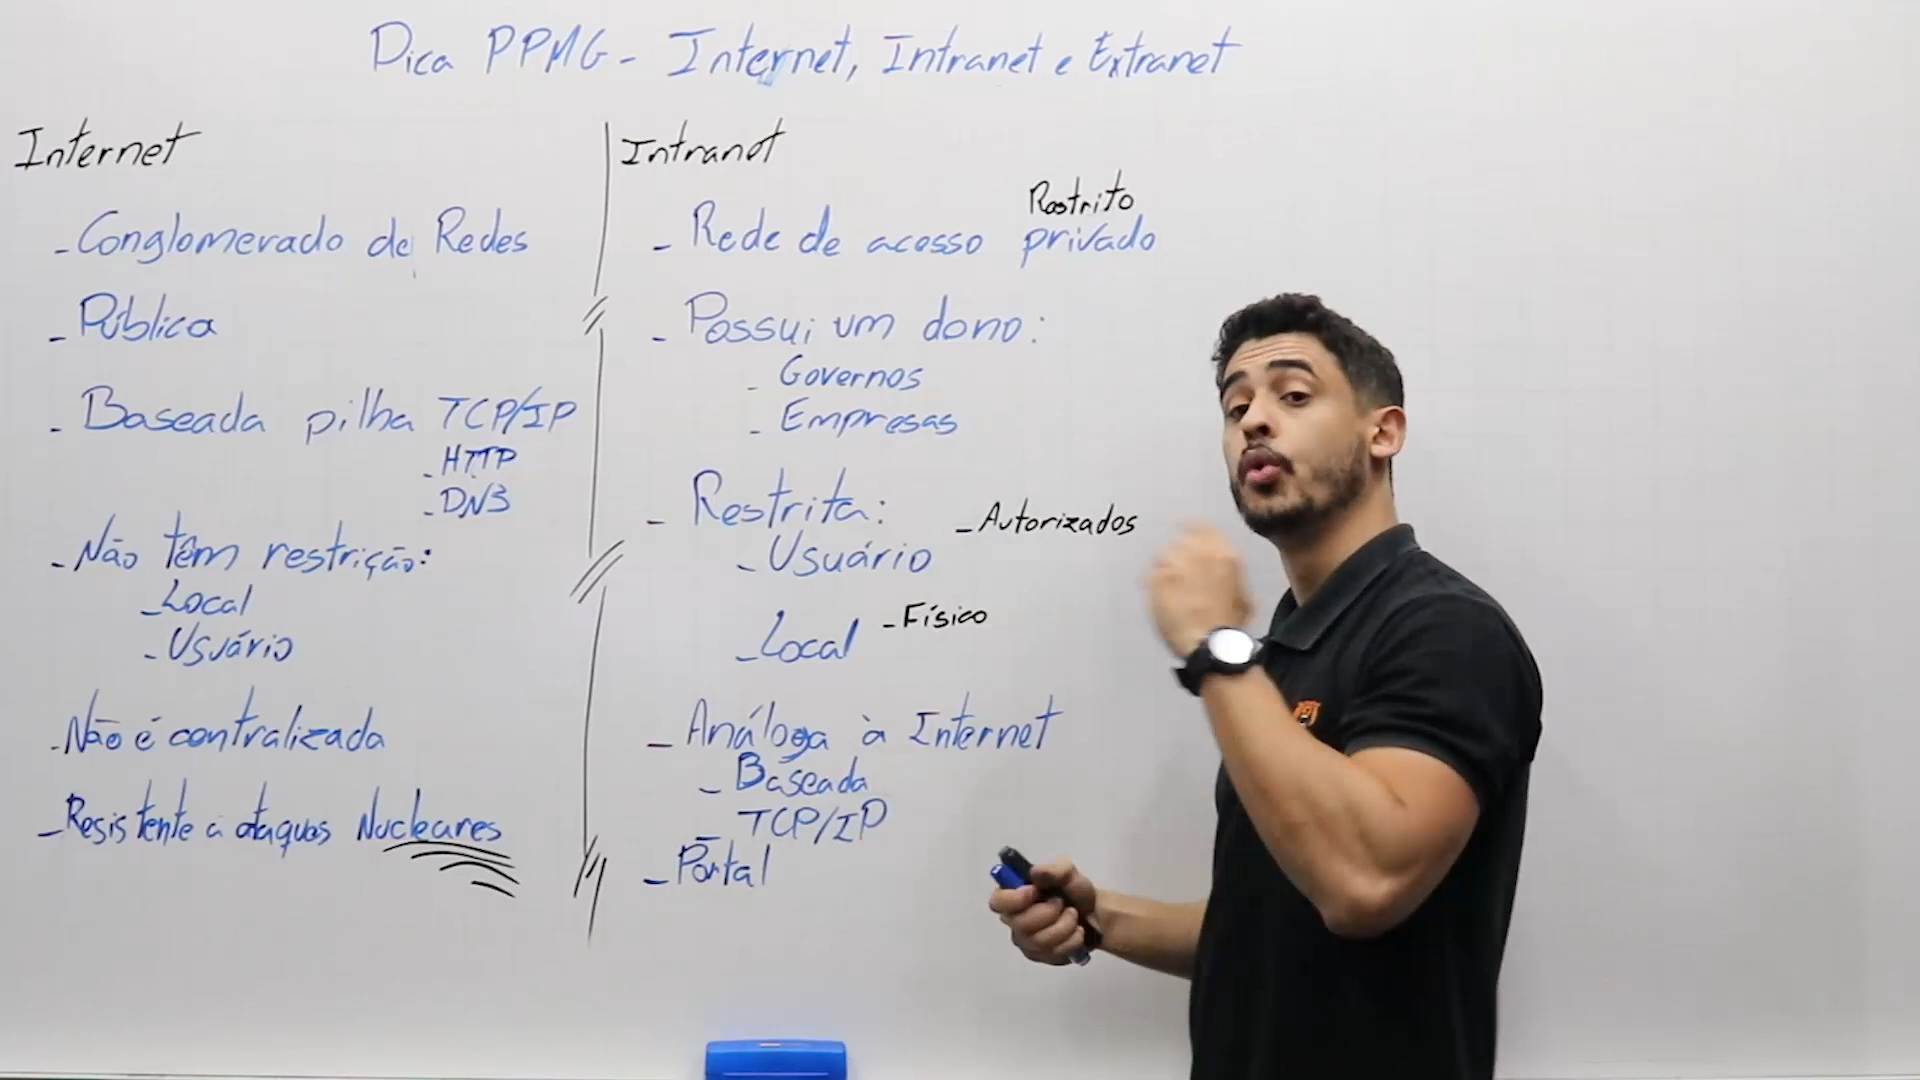 Dica PPMG - Internet, Intranet e Extranet
Internet
- Conglomerado de Redes
- Pública
- Baseada pilha TCP/IP
- HTTP
- DNS
- Não têm restrição:
- Local
- Usuário
- Não é centralizada
- Resistente a ataques Nucleares
Intranet
Restrito
- Rede de acesso privado
- Possui um dono:
- Governos
- Empresas
- Restrita:
- Usuário - Autorizados
- Local - Físico
- Análoga à Internet
- Baseada
TCP/IP
- Portal